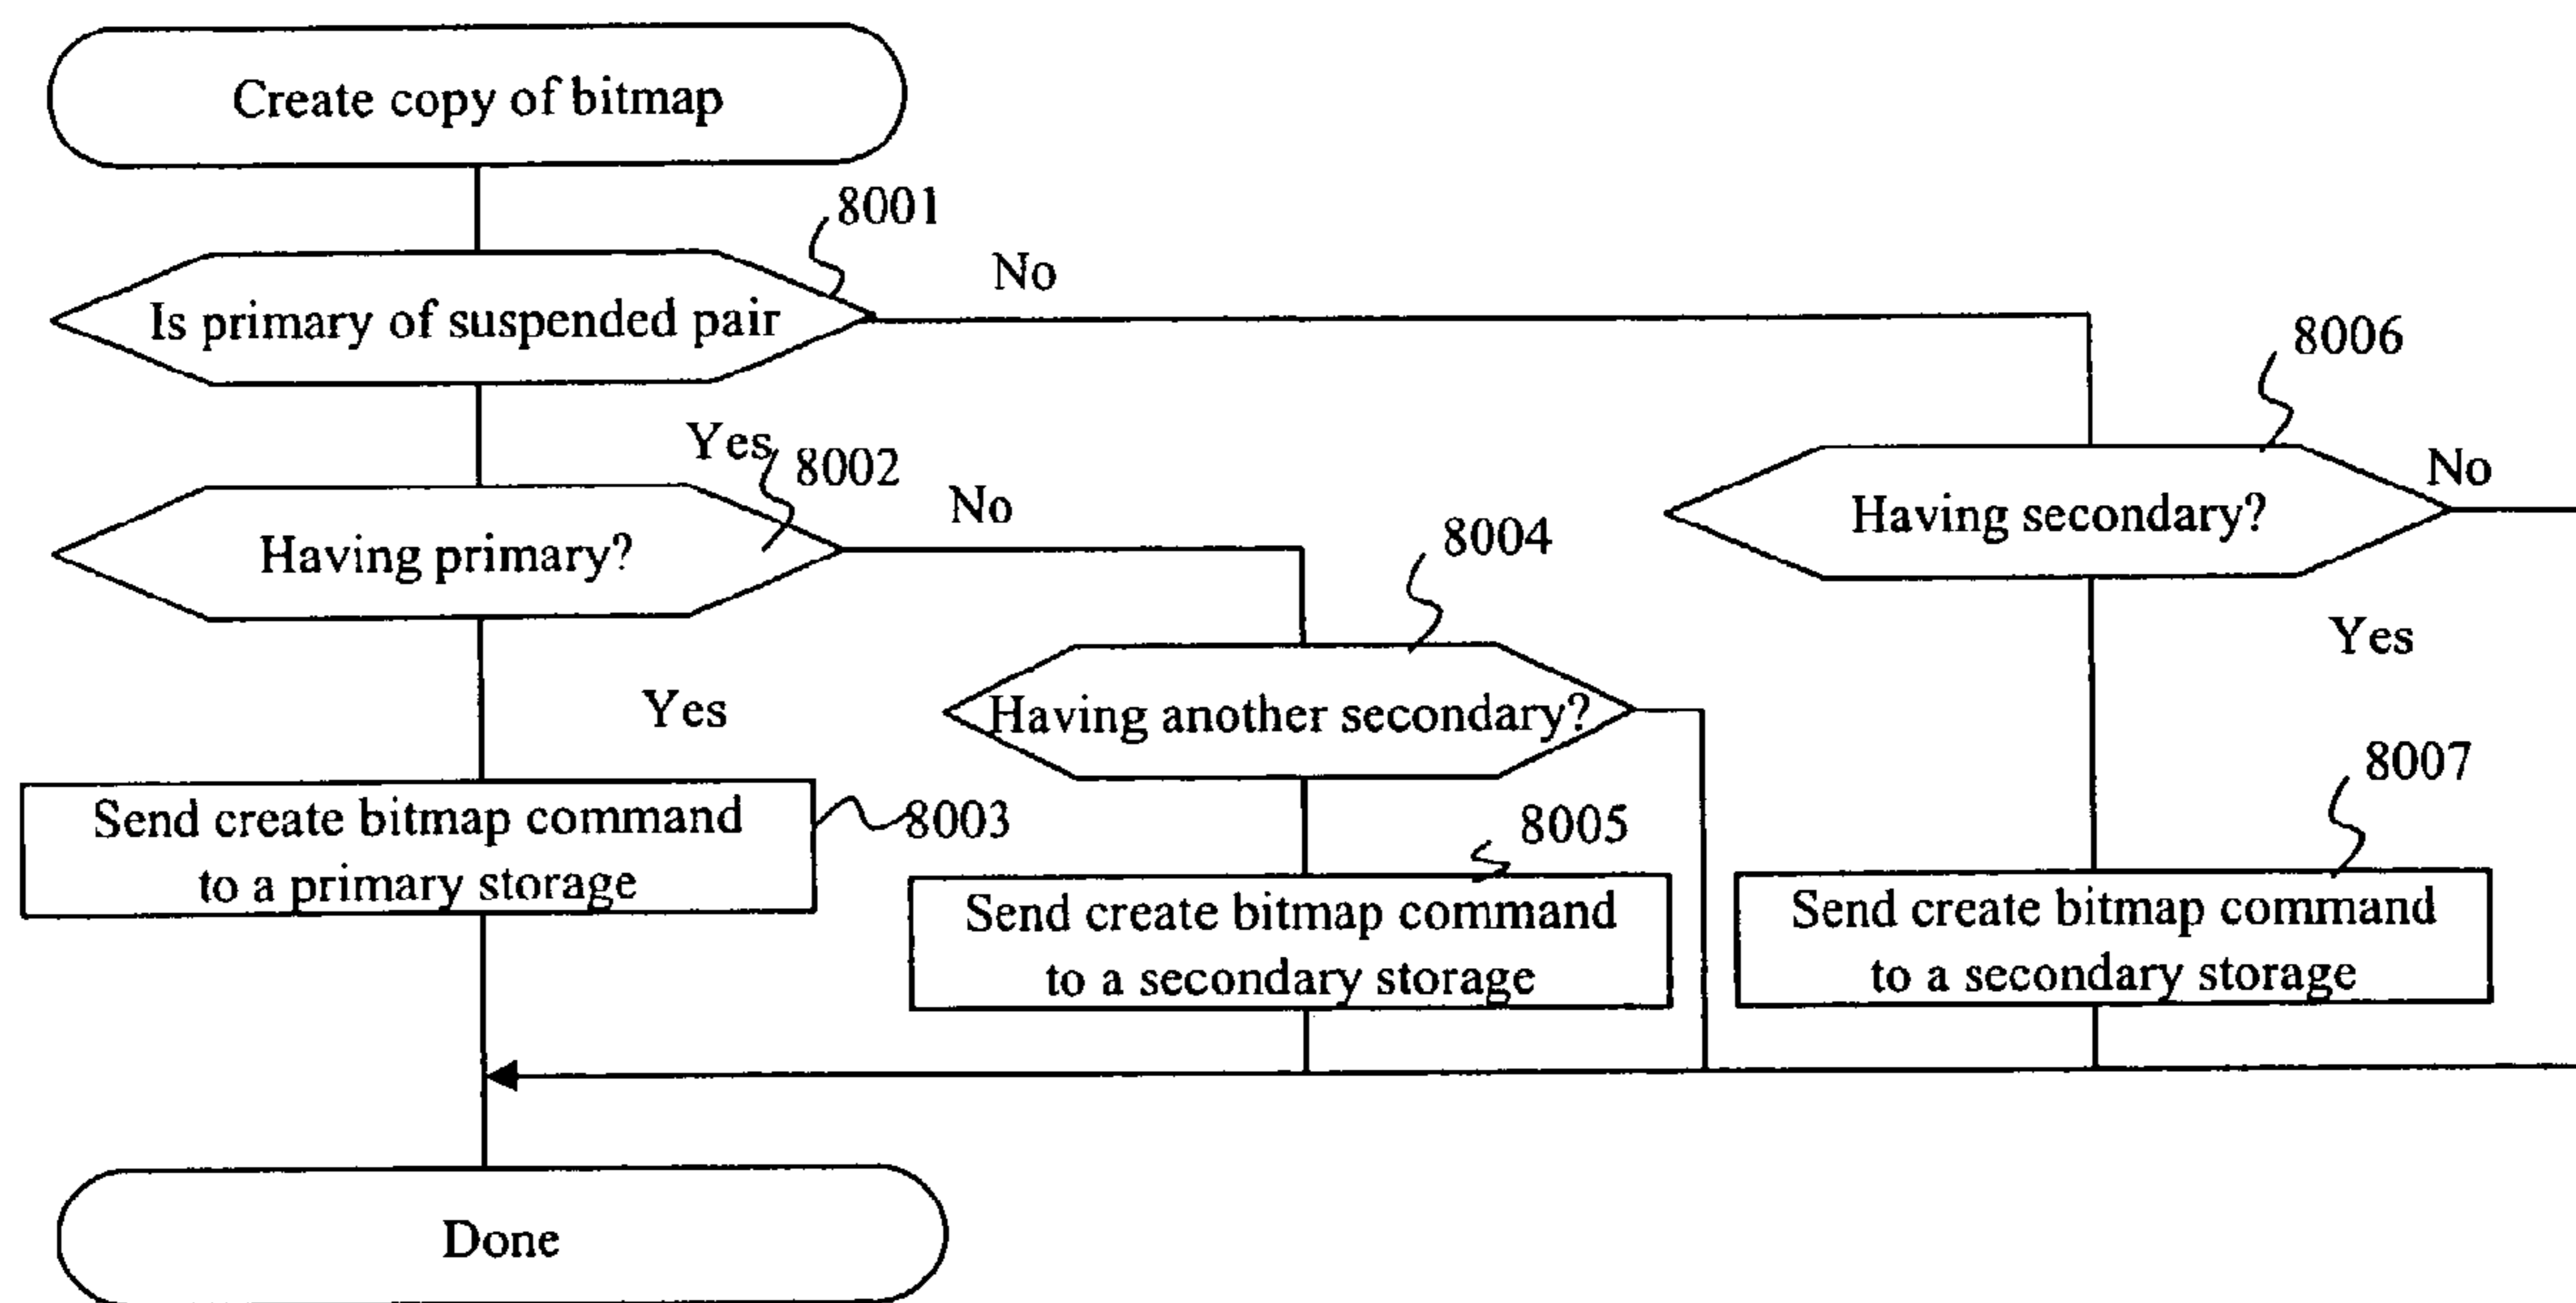 Create copy of bitmap
8001
No
Is primary of suspended pair
8006
Yes
8002
No
Having primary?
No
Having secondary?
8004
Yes
Yes
Having another secondary?
8003
Send create bitmap command
to a primary storage
8005
Send create bitmap command
to a secondary storage
8007
Send create bitmap command
to a secondary storage
Done